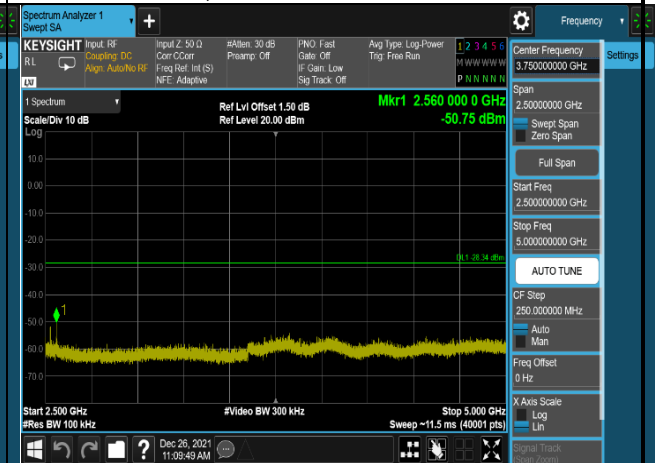 Spectrum Analyzer 1
Swept SA
+
Frequency
KEYSIGHT
RL
LXI
Input: RF
Coupling: DC
Align: Auto/No RF
Input Z: 50 Ω
Corr CCorr
Freq Ref: Int (S)
NFE: Adaptive
#Atten: 30 dB
Preamp: Off
PNO: Fast
Gate: Off
IF Gain: Low
Sig Track: Off
Avg Type: Log-Power
Trig: Free Run
1 2 3 4 5 6
M W W W W W
P N N N N N
Center Frequency
3.750000000 GHz
Settings
Span
2.50000000 GHz
Swept Span
Zero Span
Full Span
Start Freq
2.500000000 GHz
Stop Freq
5.000000000 GHz
AUTO TUNE
CF Step
250.000000 MHz
Auto
Man
Freq Offset
0 Hz
X Axis Scale
Log
Lin
Signal Track
(Span Zoom)
1 Spectrum
Scale/Div 10 dB
Log
Ref Lvl Offset 1.50 dB
Ref Level 20.00 dBm
Mkr1 2.560 000 0 GHz
-50.75 dBm
10.0
0.00
-10.0
-20.0
-30.0
-40.0
-50.0
-60.0
-70.0
DL1 -28.34 dBm
1
Start 2.500 GHz
#Res BW 100 kHz
#Video BW 300 kHz
Stop 5.000 GHz
Sweep ~11.5 ms (40001 pts)
?
Dec 26, 2021
11:09:49 AM